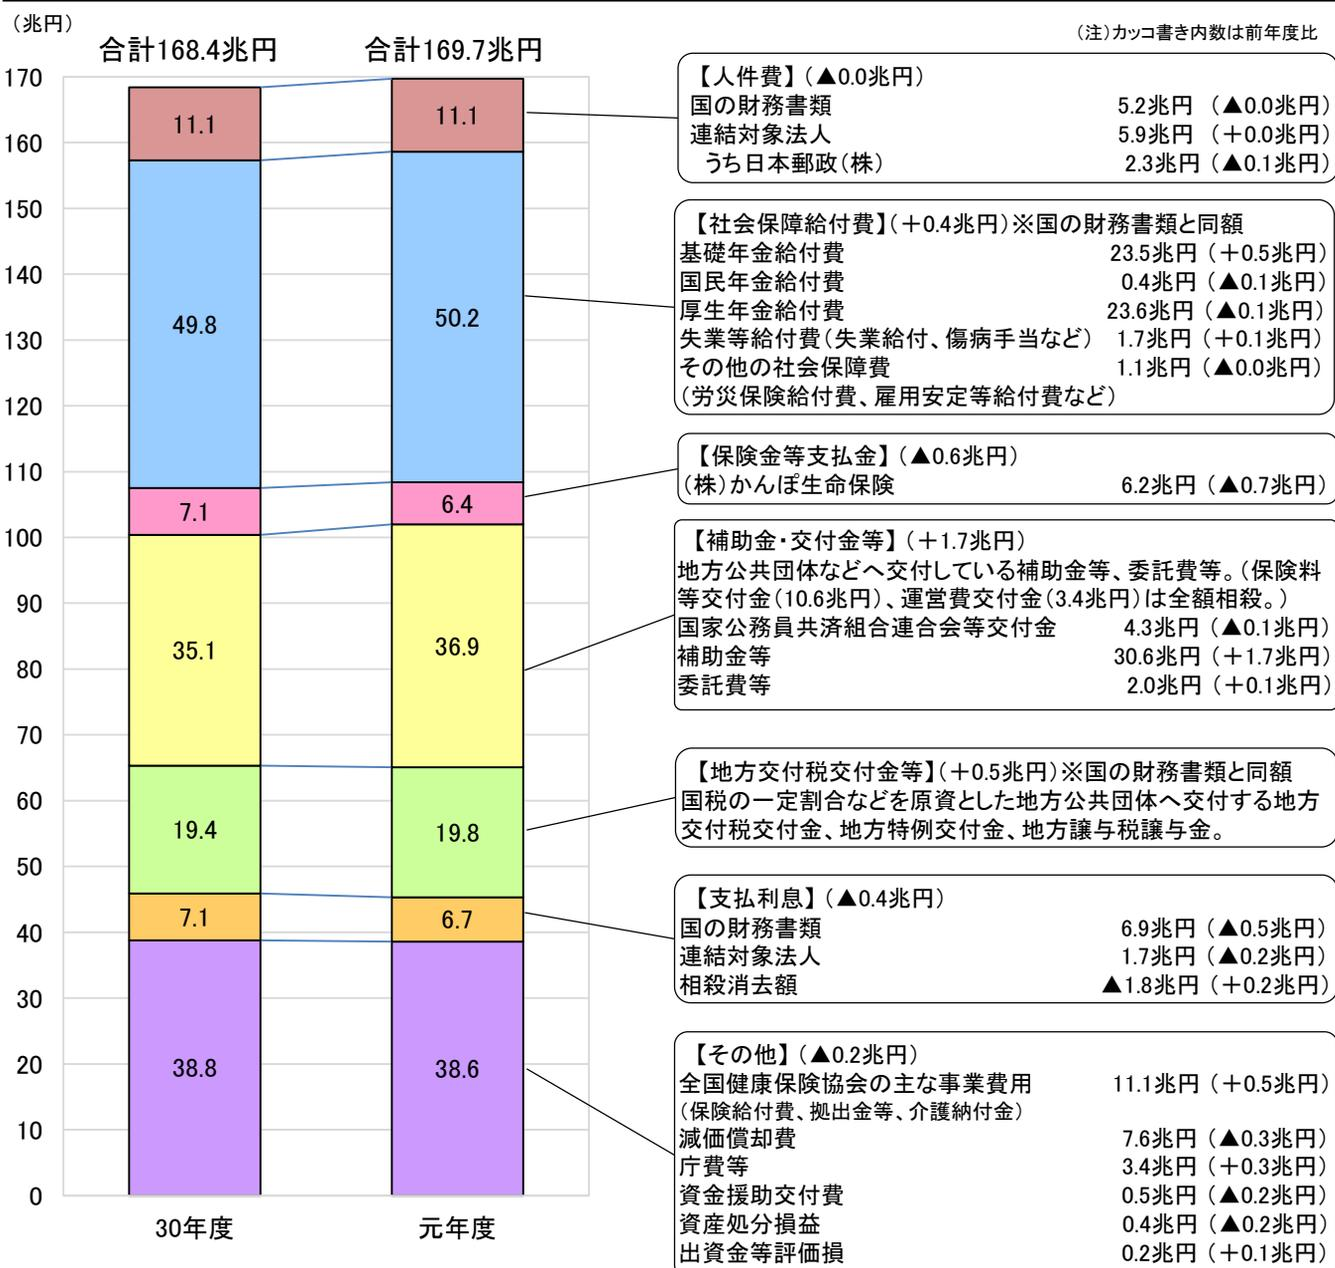 （兆円）
（注）カッコ書き内数は前年度比
合計168.4兆円
合計169.7兆円
170
160
150
140
130
120
110
100
90
80
70
60
50
40
30
20
10
0
11.1
49.8
7.1
35.1
19.4
7.1
38.8
30年度
11.1
50.2
6.4
36.9
19.8
6.7
38.6
元年度
【人件費】（▲0.0兆円）
国の財務書類 5.2兆円 （▲0.0兆円）
連結対象法人 5.9兆円 （＋0.0兆円）
うち日本郵政（株） 2.3兆円 （▲0.1兆円）
【社会保障給付費】（＋0.4兆円）※国の財務書類と同額
基礎年金給付費 23.5兆円 （＋0.5兆円）
国民年金給付費 0.4兆円 （▲0.1兆円）
厚生年金給付費 23.6兆円 （▲0.1兆円）
失業等給付費（失業給付、傷病手当など） 1.7兆円 （＋0.1兆円）
その他の社会保障費 1.1兆円 （▲0.0兆円）
（労災保険給付費、雇用安定等給付費など）
【保険金等支払金】（▲0.6兆円）
（株）かんぽ生命保険 6.2兆円 （▲0.7兆円）
【補助金・交付金等】（＋1.7兆円）
地方公共団体などへ交付している補助金等、委託費等。（保険料
等交付金（10.6兆円）、運営費交付金（3.4兆円）は全額相殺。）
国家公務員共済組合連合会等交付金 4.3兆円 （▲0.1兆円）
補助金等 30.6兆円 （＋1.7兆円）
委託費等 2.0兆円 （＋0.1兆円）
【地方交付税交付金等】（＋0.5兆円）※国の財務書類と同額
国税の一定割合などを原資とした地方公共団体へ交付する地方
交付税交付金、地方特例交付金、地方譲与税譲与金。
【支払利息】（▲0.4兆円）
国の財務書類 6.9兆円 （▲0.5兆円）
連結対象法人 1.7兆円 （▲0.2兆円）
相殺消去額 ▲1.8兆円 （＋0.2兆円）
【その他】（▲0.2兆円）
全国健康保険協会の主な事業費用 11.1兆円 （＋0.5兆円）
（保険給付費、拠出金等、介護納付金）
減価償却費 7.6兆円 （▲0.3兆円）
庁費等 3.4兆円 （＋0.3兆円）
資金援助交付費 0.5兆円 （▲0.2兆円）
資産処分損益 0.4兆円 （▲0.2兆円）
出資金等評価損 0.2兆円 （＋0.1兆円）